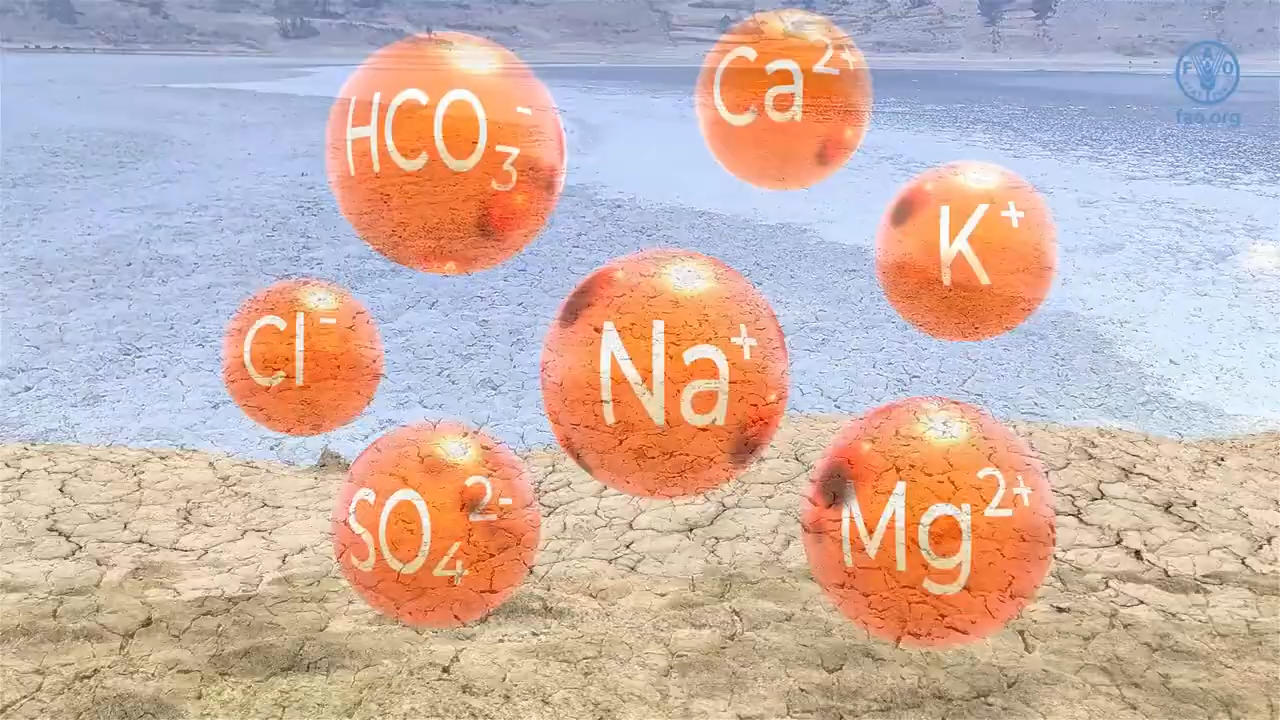 HCO₃⁻
Ca²⁺
K⁺
Cl⁻
Na⁺
SO₄²⁻
Mg²⁺
FAO
fao.org